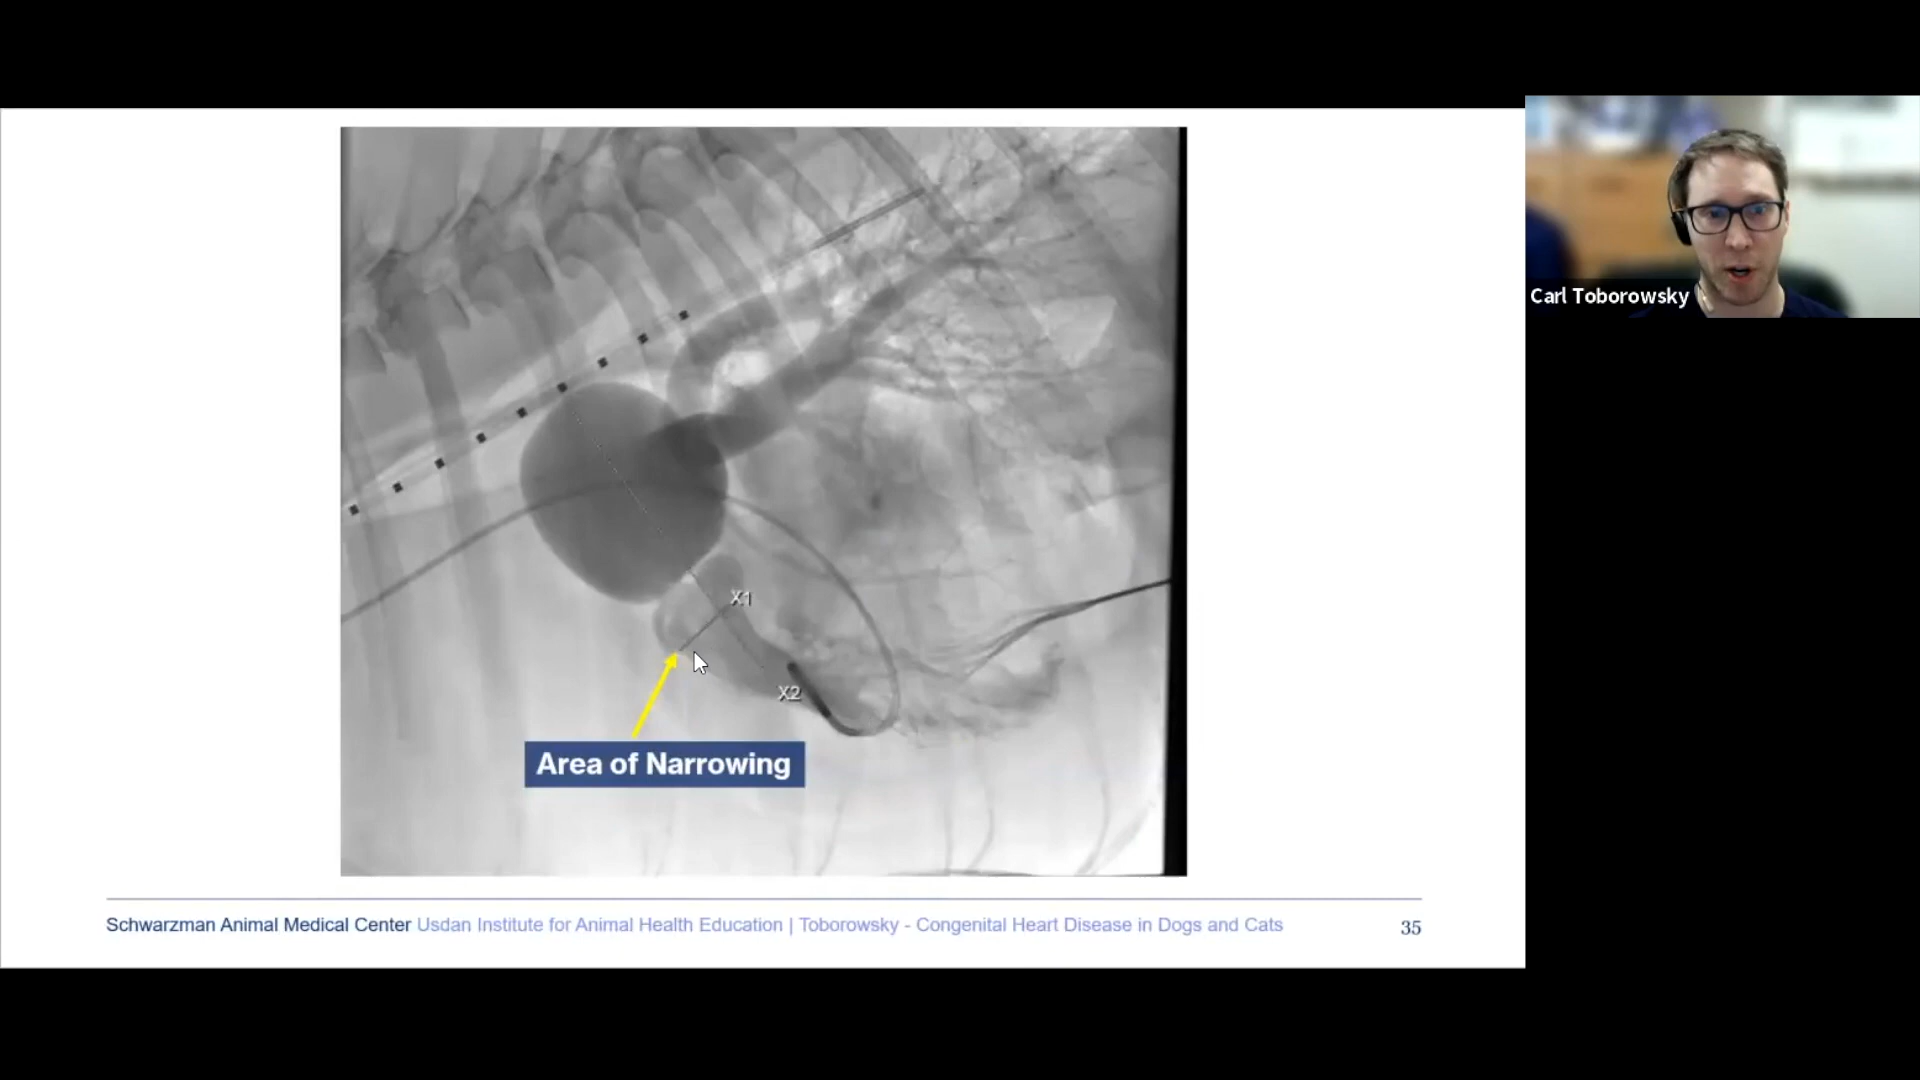 Carl Toborowsky
X1
X2
Area of Narrowing
Schwarzman Animal Medical Center Usdan Institute for Animal Health Education | Toborowsky - Congenital Heart Disease in Dogs and Cats 35